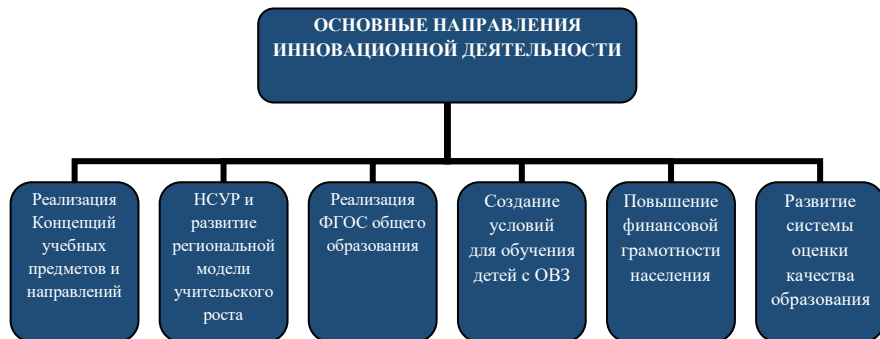 ОСНОВНЫЕ НАПРАВЛЕНИЯ
ИННОВАЦИОННОЙ ДЕЯТЕЛЬНОСТИ
Реализация
Концепций
учебных
предметов и
направлений
НСУР и
развитие
региональной
модели
учительского
роста
Реализация
ФГОС общего
образования
Создание
условий
для обучения
детей с ОВЗ
Повышение
финансовой
грамотности
населения
Развитие
системы
оценки
качества
образования